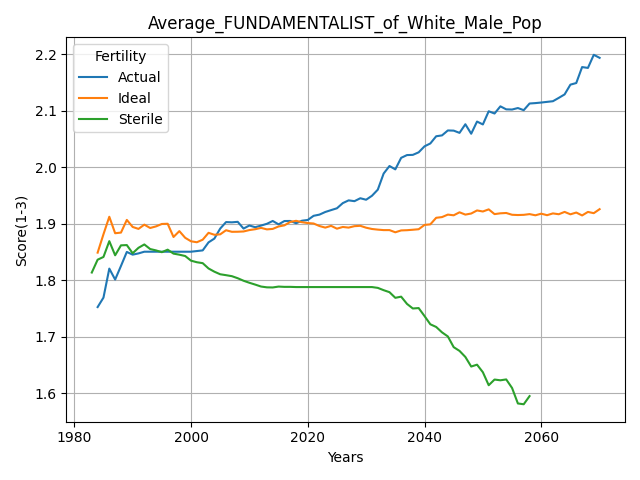 Average_FUNDAMENTALIST_of_White_Male_Pop
Fertility
Actual
Ideal
Sterile
Score(1-3)
2.2
2.1
2.0
1.9
1.8
1.7
1.6
1980 2000 2020 2040 2060
Years